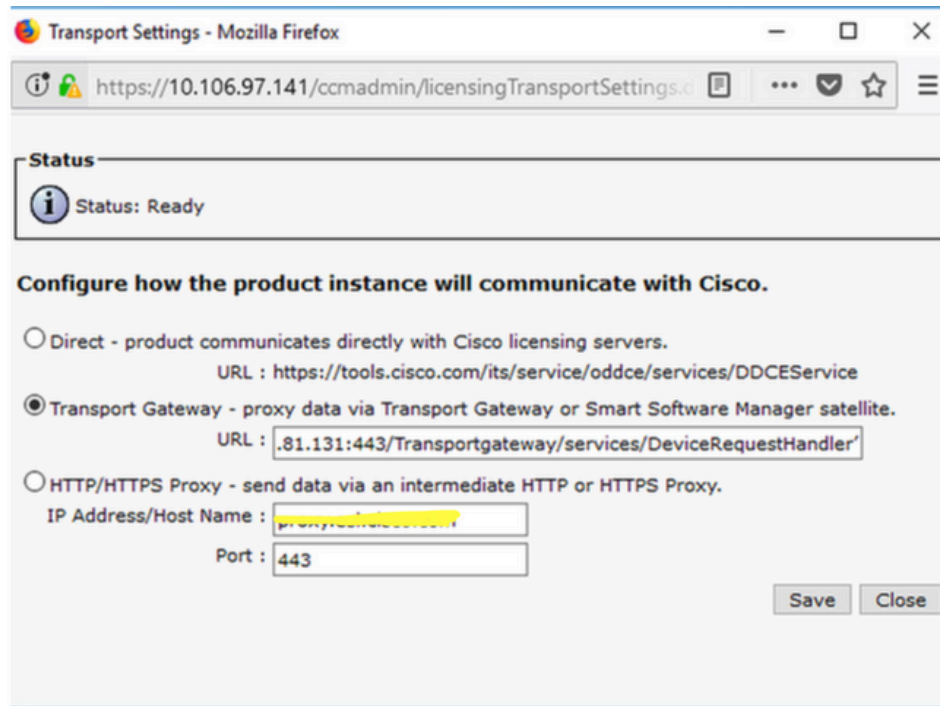 Transport Settings - Mozilla Firefox
https://10.106.97.141/ccmadmin/licensingTransportSettings.
Status
Status: Ready
Configure how the product instance will communicate with Cisco.
Direct - product communicates directly with Cisco licensing servers.
URL : https://tools.cisco.com/its/service/oddce/services/DDCEService
Transport Gateway - proxy data via Transport Gateway or Smart Software Manager satellite.
URL : .81.131:443/Transportgateway/services/DeviceRequestHandler'
HTTP/HTTPS Proxy - send data via an intermediate HTTP or HTTPS Proxy.
IP Address/Host Name :
Port : 443
Save Close